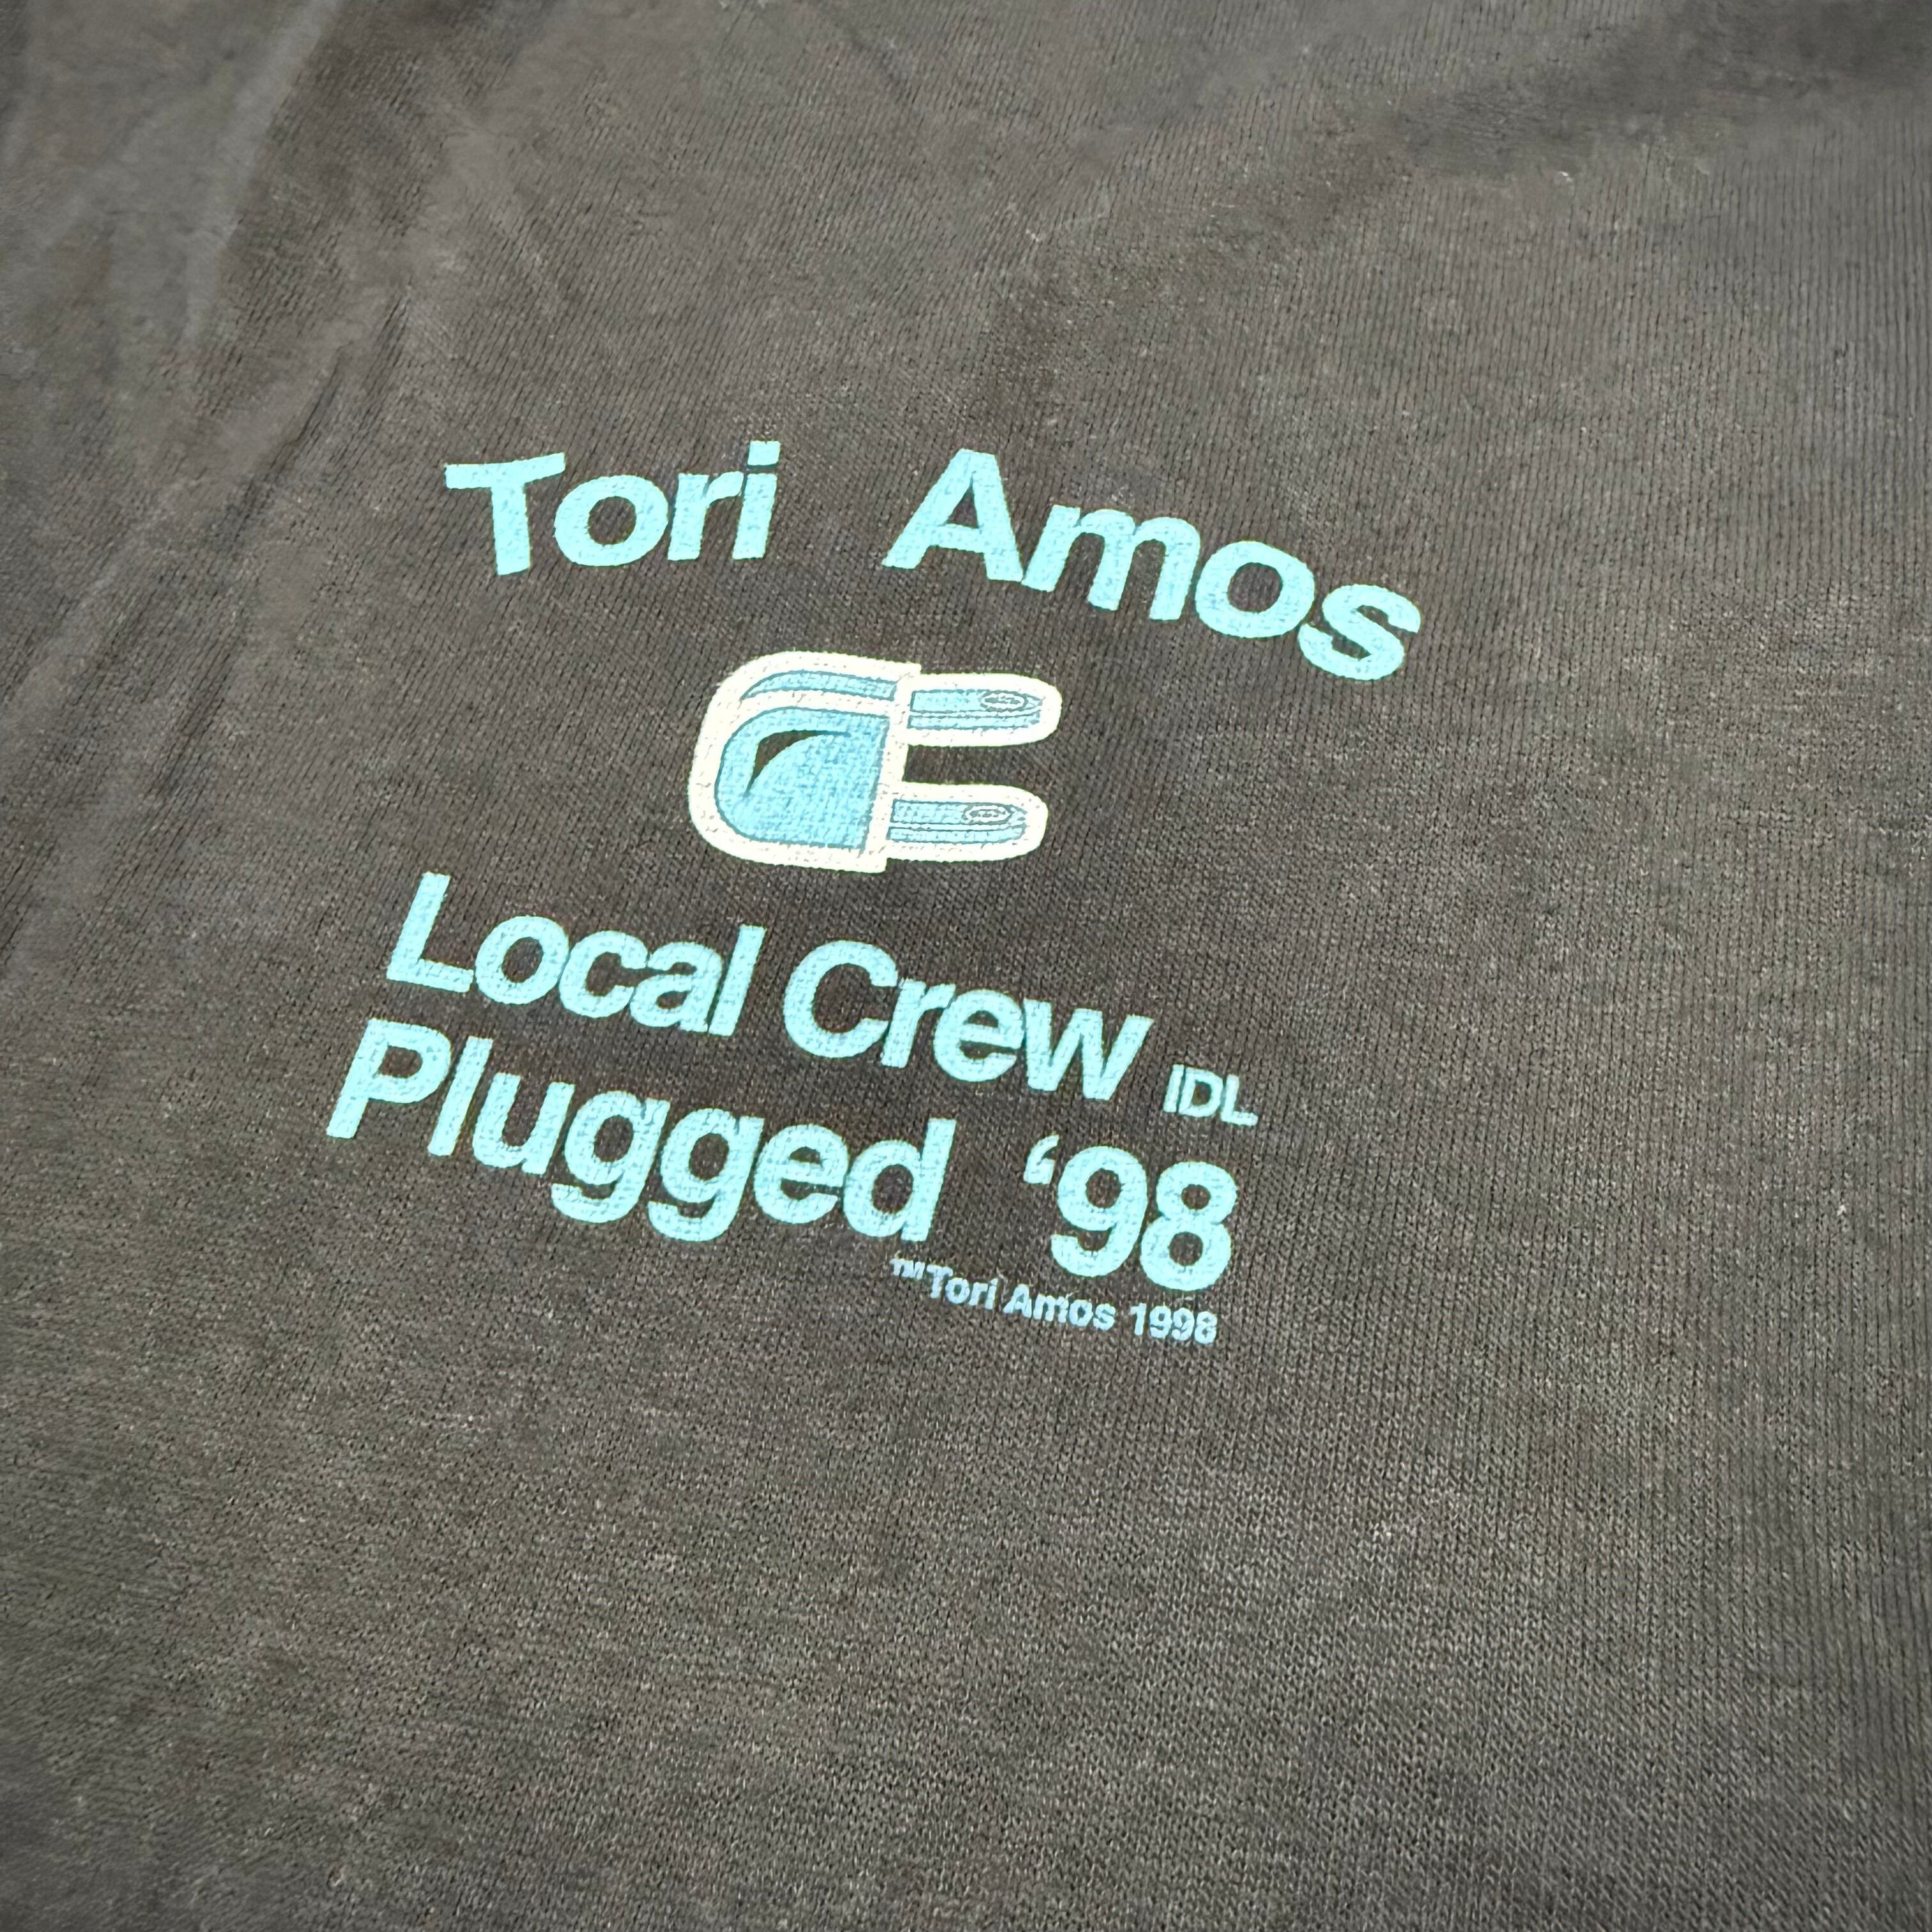 Tori Amos
Local Crew IDL
Plugged ‘98
™Tori Amos 1998